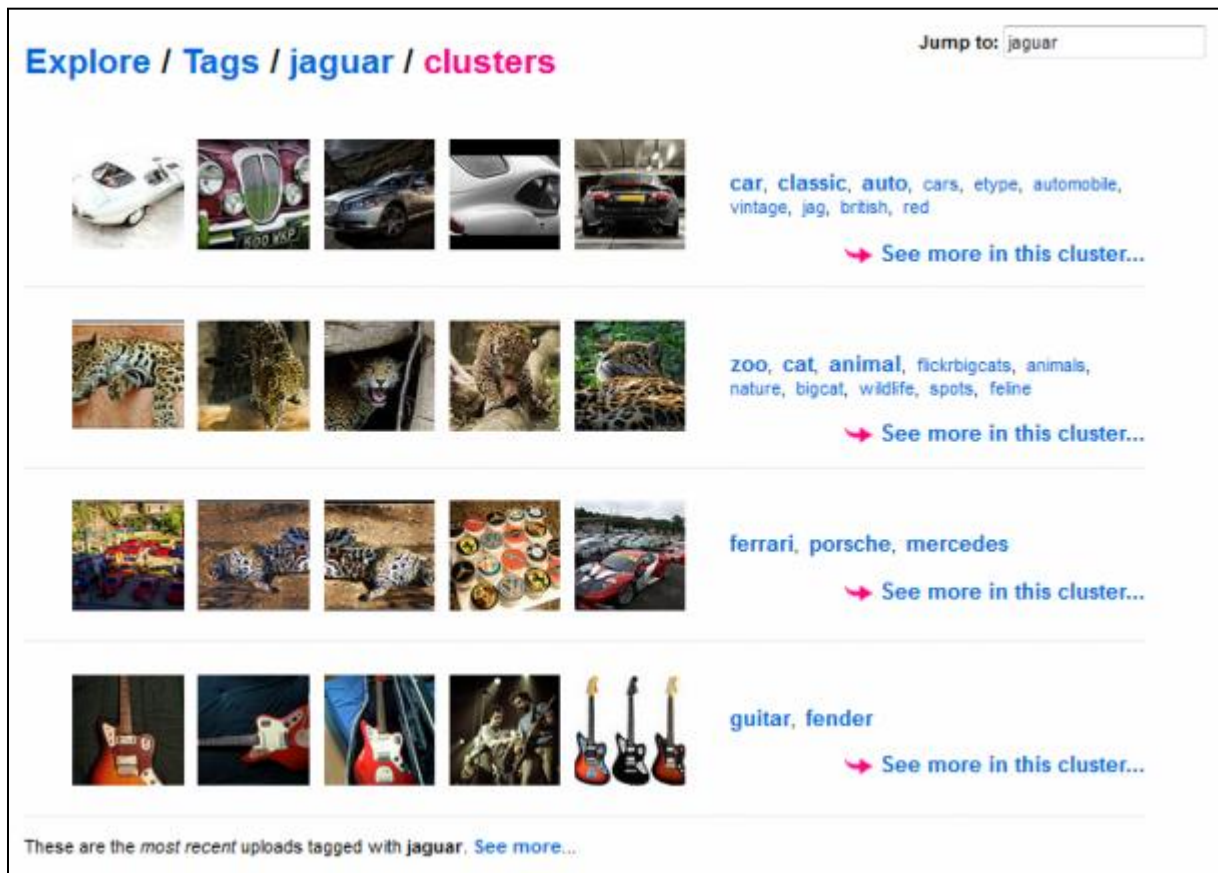 Jump to: jaguar
Explore / Tags / jaguar / clusters
car, classic, auto, cars, etype, automobile,
vintage, jag, british, red
See more in this cluster...
zoo, cat, animal, flickrbigcats, animals,
nature, bigcat, wildlife, spots, feline
See more in this cluster...
ferrari, porsche, mercedes
See more in this cluster...
guitar, fender
See more in this cluster...
These are the most recent uploads tagged with jaguar. See more...